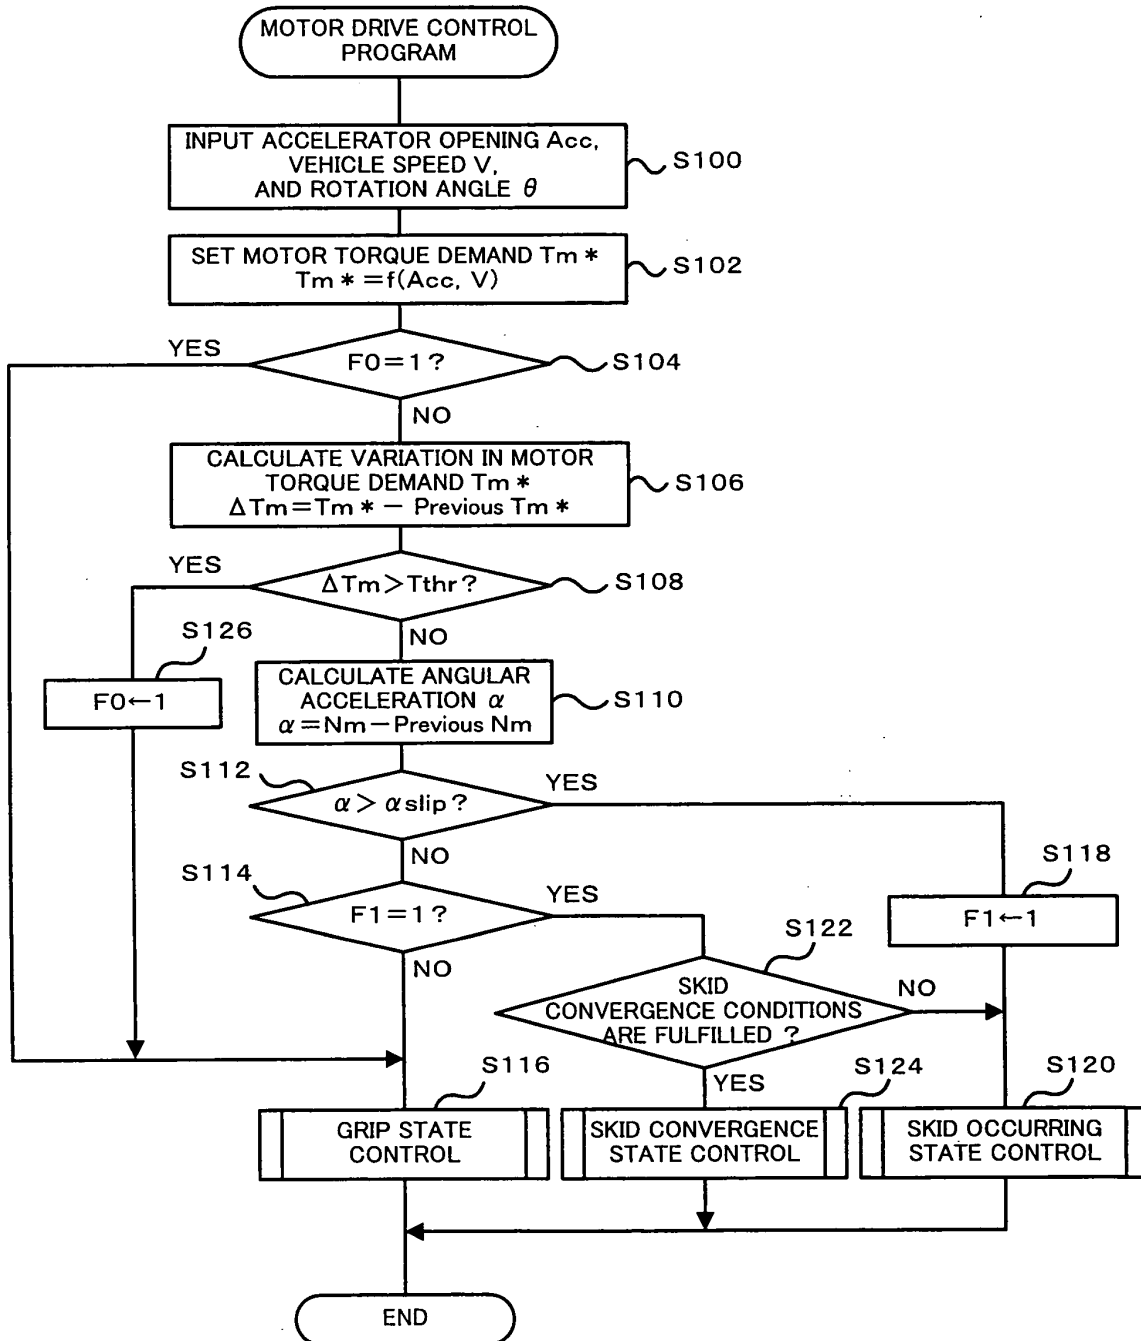 MOTOR DRIVE CONTROL
PROGRAM
INPUT ACCELERATOR OPENING Acc,
VEHICLE SPEED V,
AND ROTATION ANGLE θ
S100
SET MOTOR TORQUE DEMAND Tm*
Tm*=f(Acc, V)
S102
YES
F0=1?
S104
NO
CALCULATE VARIATION IN MOTOR
TORQUE DEMAND Tm*
ΔTm=Tm* − Previous Tm*
S106
YES
ΔTm>Tthr?
S108
NO
S126
F0←1
CALCULATE ANGULAR
ACCELERATION α
α=Nm−Previous Nm
S110
S112
α>αslip?
YES
NO
S114
F1=1?
YES
NO
S118
F1←1
S122
SKID
CONVERGENCE CONDITIONS
ARE FULFILLED ?
NO
YES
S116
GRIP STATE
CONTROL
S124
SKID CONVERGENCE
STATE CONTROL
S120
SKID OCCURRING
STATE CONTROL
END